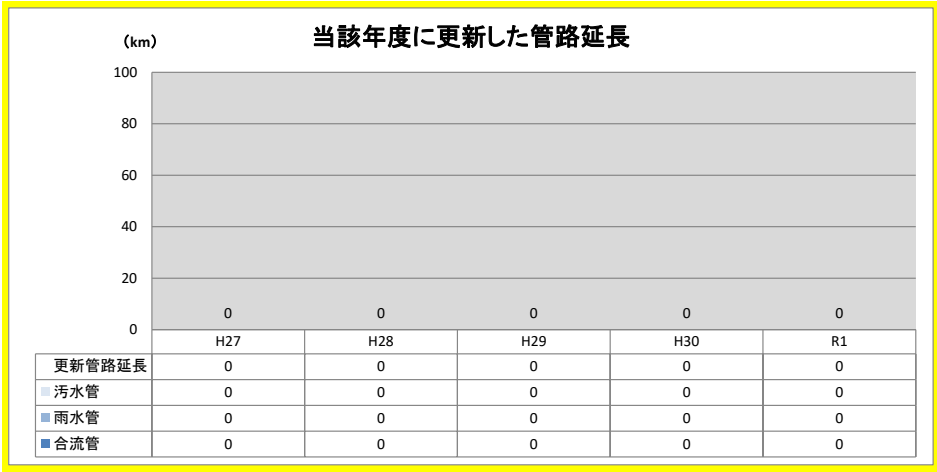 当該年度に更新した管路延長
（km）
100
80
60
40
20
0
0 0 0 0 0
H27 H28 H29 H30 R1
更新管路延長 0 0 0 0 0
汚水管 0 0 0 0 0
雨水管 0 0 0 0 0
合流管 0 0 0 0 0